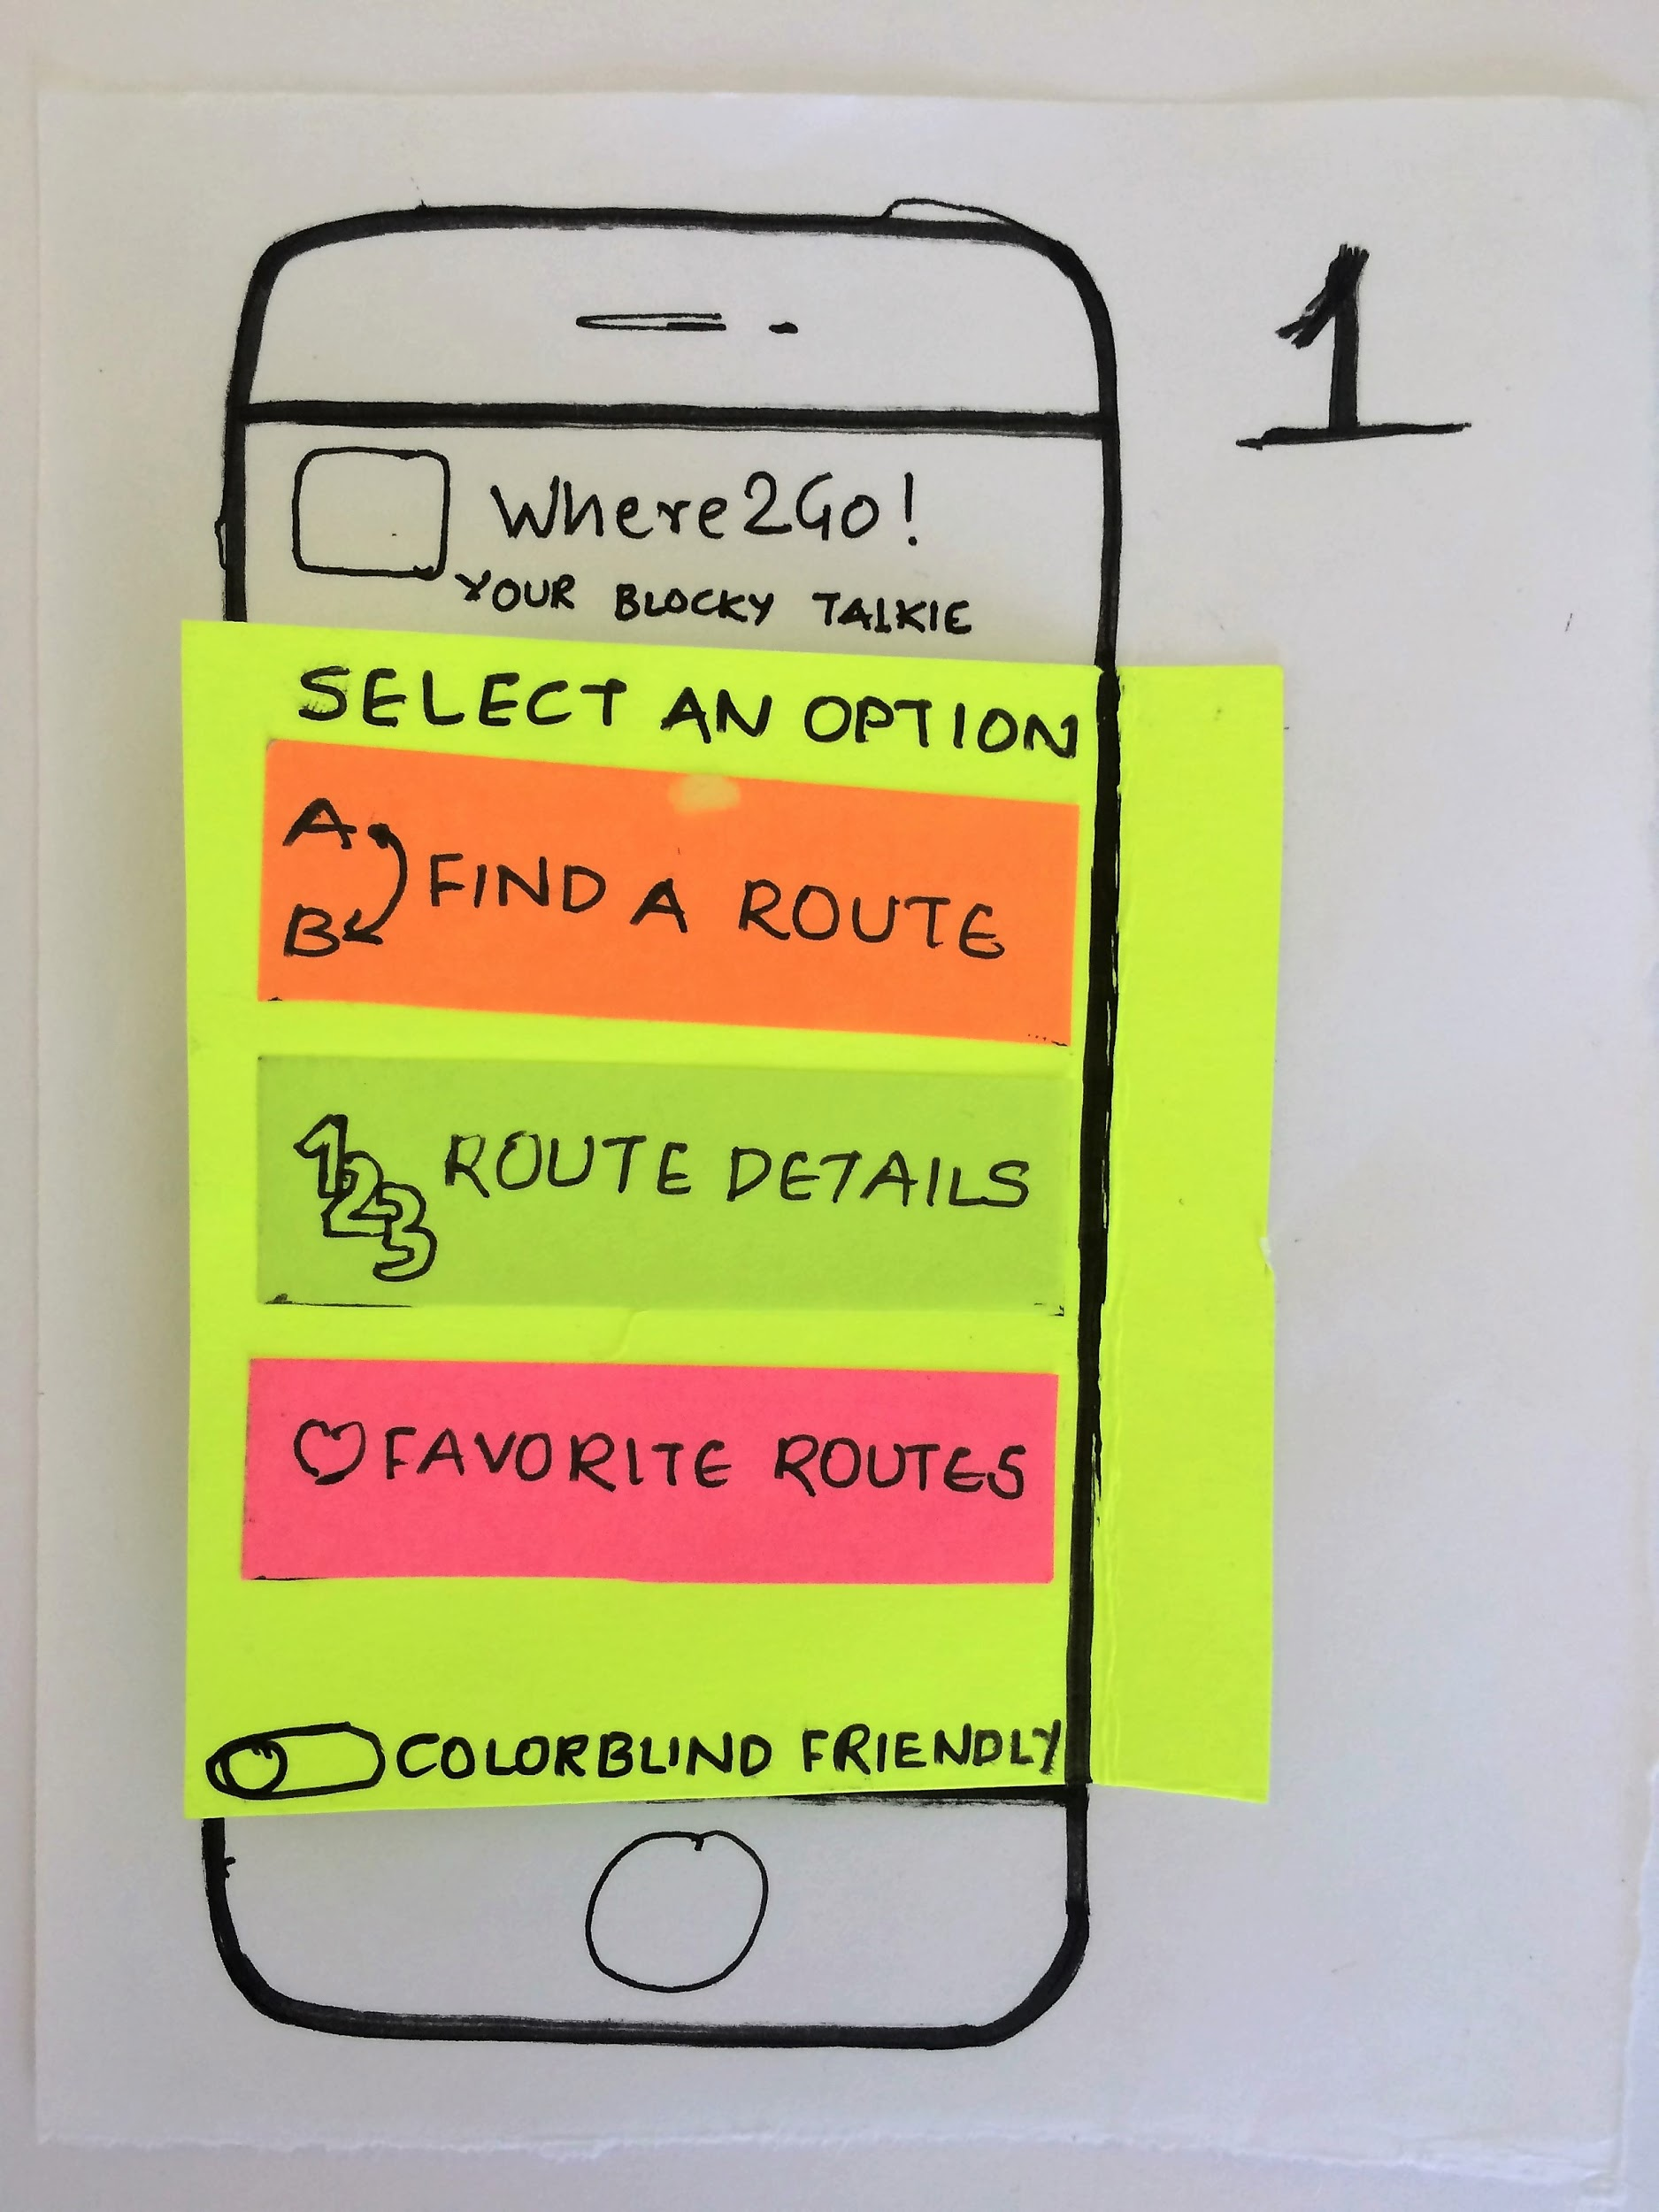 1
Where2Go!
YOUR BLOCKY TALKIE
SELECT AN OPTION
A
B
FIND A ROUTE
123
ROUTE DETAILS
FAVORITE ROUTES
COLORBLIND FRIENDLY